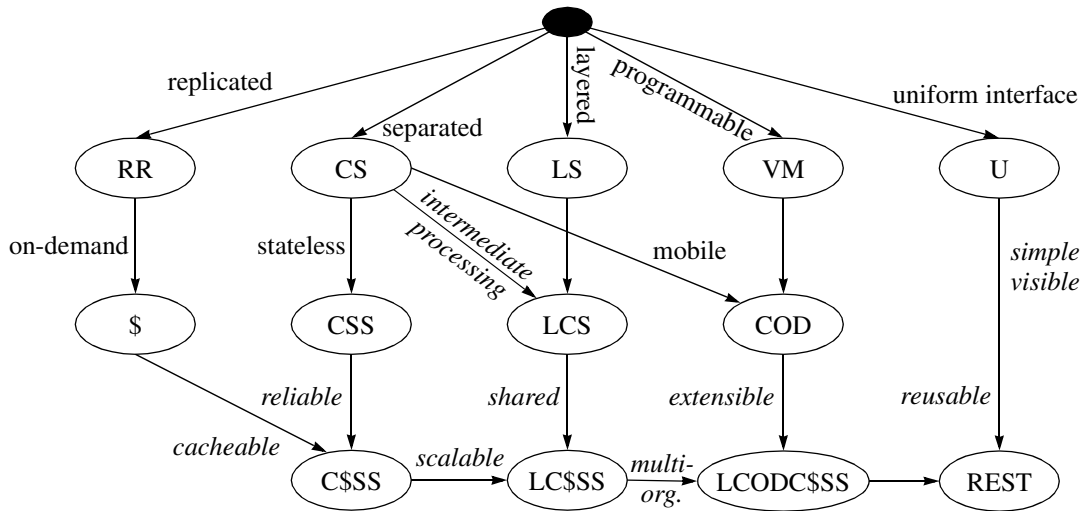 replicated
separated
layered
programmable
uniform interface
RR
CS
LS
VM
U
on-demand
stateless
intermediate
processing
mobile
simple
visible
$
CSS
LCS
COD
cacheable
reliable
shared
extensible
reusable
C$SS
scalable
LC$SS
multi-
org.
LCODC$SS
REST